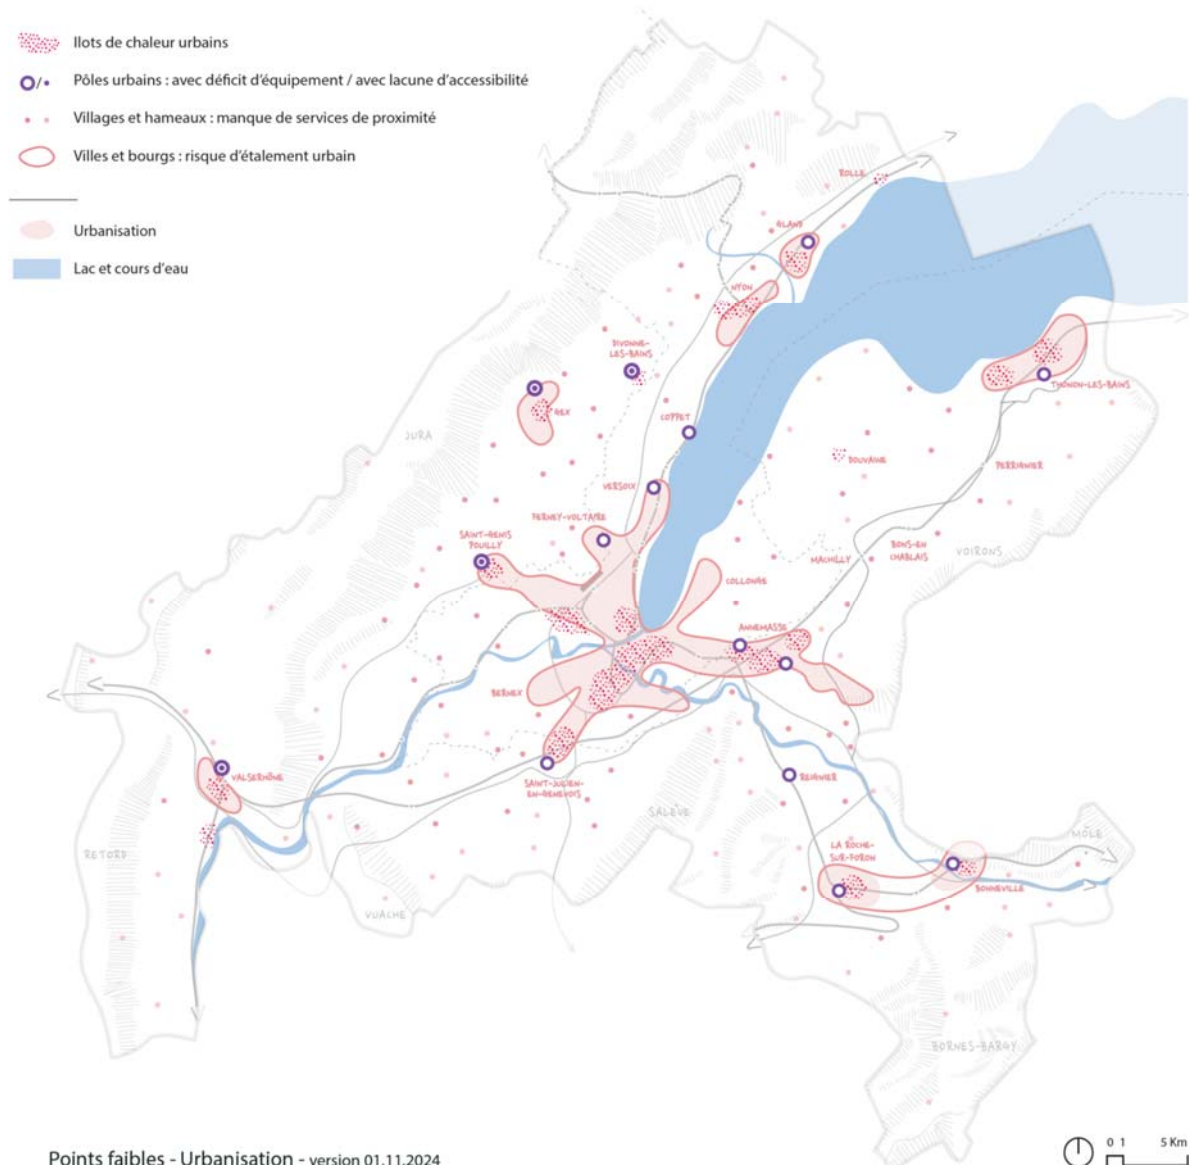 Ilots de chaleur urbains
Pôles urbains : avec déficit d'équipement / avec lacune d'accessibilité
Villages et hameaux : manque de services de proximité
Villes et bourgs : risque d'étalement urbain
Urbanisation
Lac et cours d'eau
ROLLE
GLAND
NYON
DIVONNE-
LES-BAINS
THONON-LES-BAINS
GEX
COPPET
JURA
DOUVAINE
PERRIGNIER
VERSOIX
FERNEY-VOLTAIRE
SAINT-GENIS
POUILLY
BONS-EN
CHABLAIS
VOIRONS
MACHILLY
COLLONGE
ANNEMASSE
BERNEX
VALSERHÔNE
REIGNIER
SAINT-JULIEN-
EN-GENEVOIS
SALÈVE
MÔLE
RETORD
LA ROCHE-
SUR-FORON
BONNEVILLE
VUACHE
BORNES-BARGY
0 1 5 Km
Points faibles - Urbanisation - version 01.11.2024